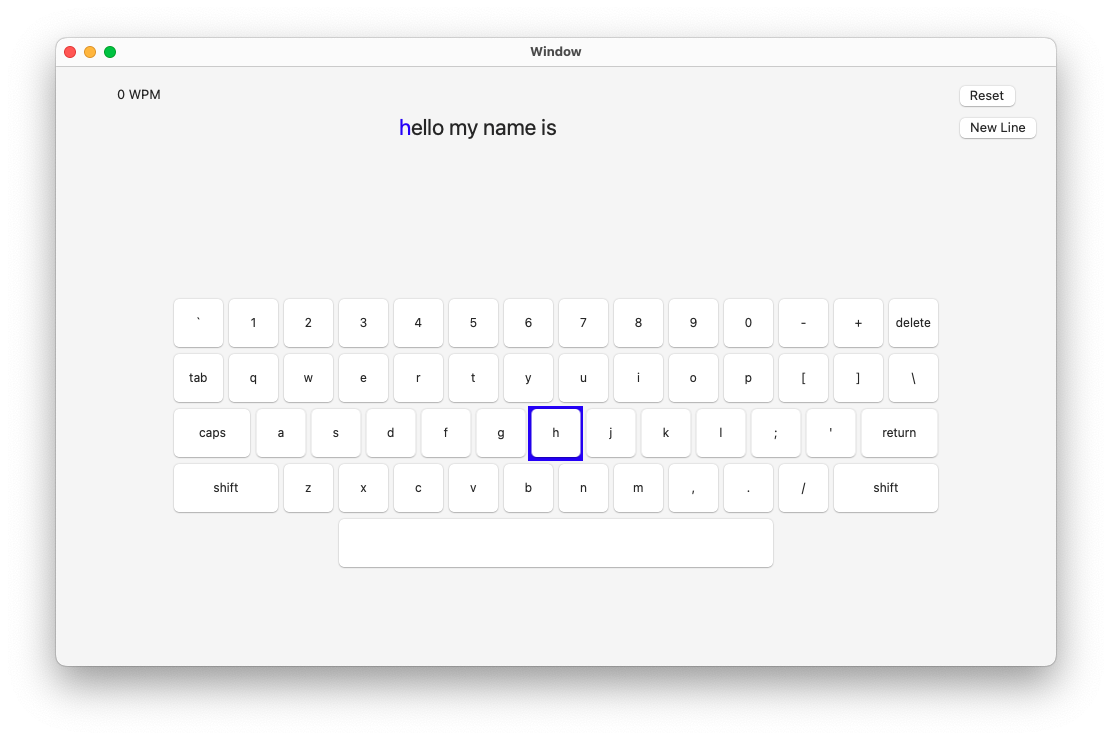 Window
0 WPM
Reset
hello my name is
New Line
` 1 2 3 4 5 6 7 8 9 0 - + delete
tab q w e r t y u i o p [ ] \
caps a s d f g h j k l ; ' return
shift z x c v b n m , . / shift